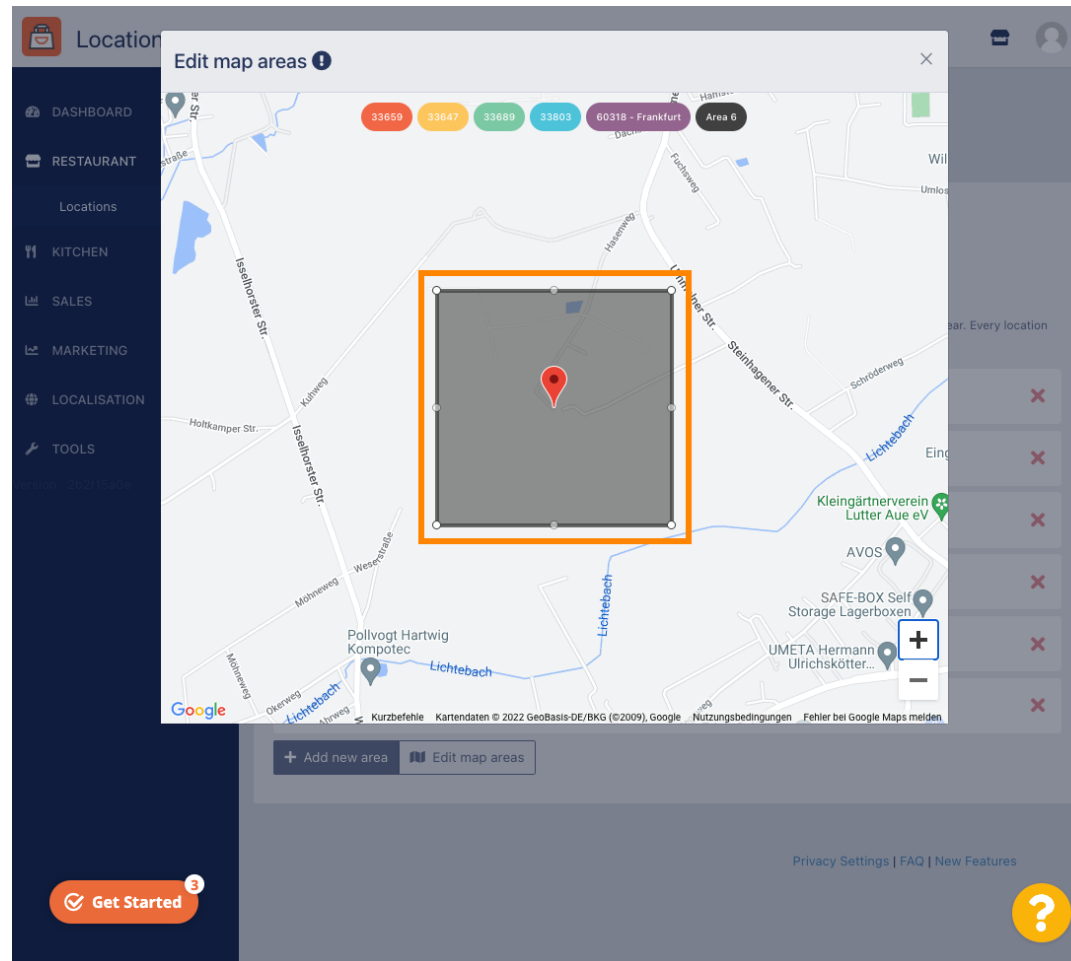 Location
Edit map areas
DASHBOARD
RESTAURANT
Locations
KITCHEN
SALES
MARKETING
LOCALISATION
TOOLS
33659
33647
33689
33803
60318 - Frankfurt
Area 6
Wil
Umlos
Fuchsweg
Hasenweg
Isselhorster Str.
Steinhagener Str.
Schröderweg
Kuhweg
Holtkamper Str.
Isselhorster Str.
Lichtebach
Eing
Kleingärtnerverein
Lutter Aue eV
AVOS
Weserstraße
Möhneweg
SAFE-BOX Self
Storage Lagerboxen
Lichtebach
Pollvogt Hartwig
Kompotec
UMETA Hermann
Ulrichskötter...
Lichtebach
Möhneweg
Okerweg
Lichtebach
Google
Kurzbefehle
Kartendaten © 2022 GeoBasis-DE/BKG (©2009), Google
Nutzungsbedingungen
Fehler bei Google Maps melden
ear. Every location
Add new area
Edit map areas
Privacy Settings | FAQ | New Features
3
Get Started
?